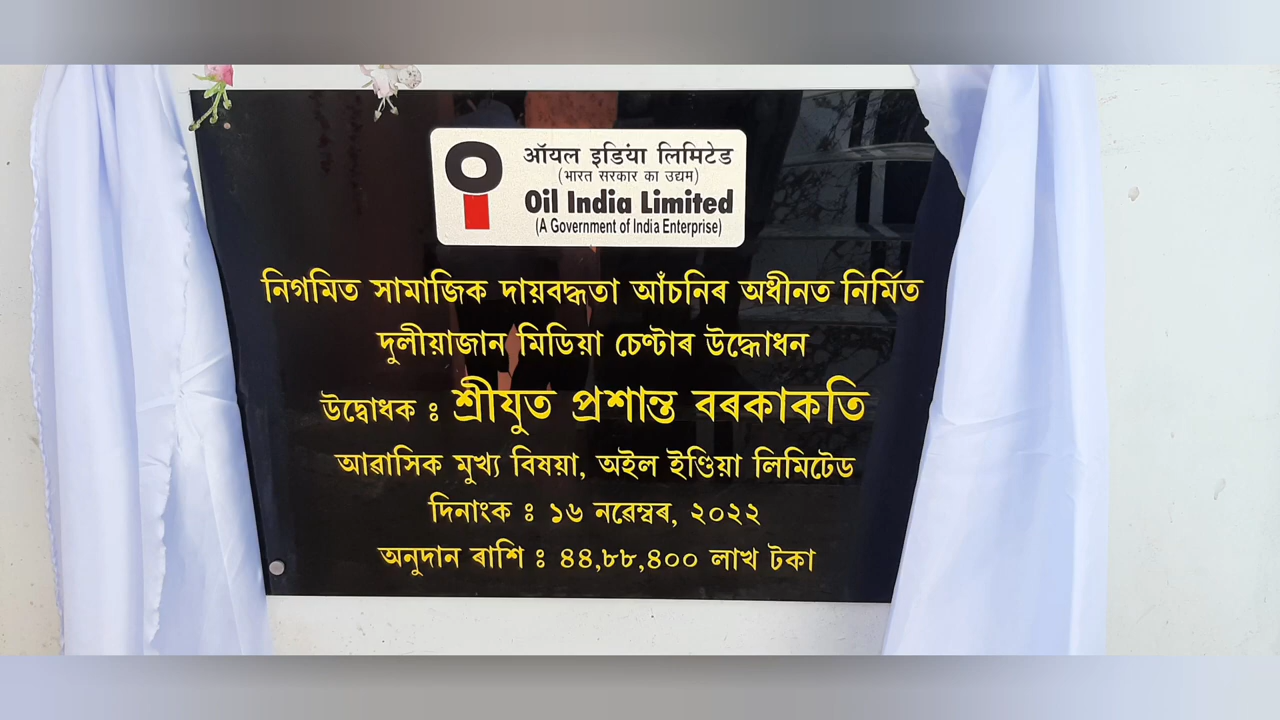 ऑयल इंडिया लिमिटेड
(भारत सरकार का उद्यम)
Oil India Limited
(A Government of India Enterprise)
নিগমিত সামাজিক দায়বদ্ধতা আঁচনিৰ অধীনত নিৰ্মিত
দুলীয়াজান মিডিয়া চেণ্টাৰ উদ্ধোধন
উদ্বোধক : শ্ৰীযুত প্ৰশান্ত বৰকাকতি
আৱাসিক মুখ্য বিষয়া, অইল ইণ্ডিয়া লিমিটেড
দিনাংক : ১৬ নৱেম্বৰ, ২০২২
অনুদান ৰাশি : ৪৪,৮৮,৪০০ লাখ টকা